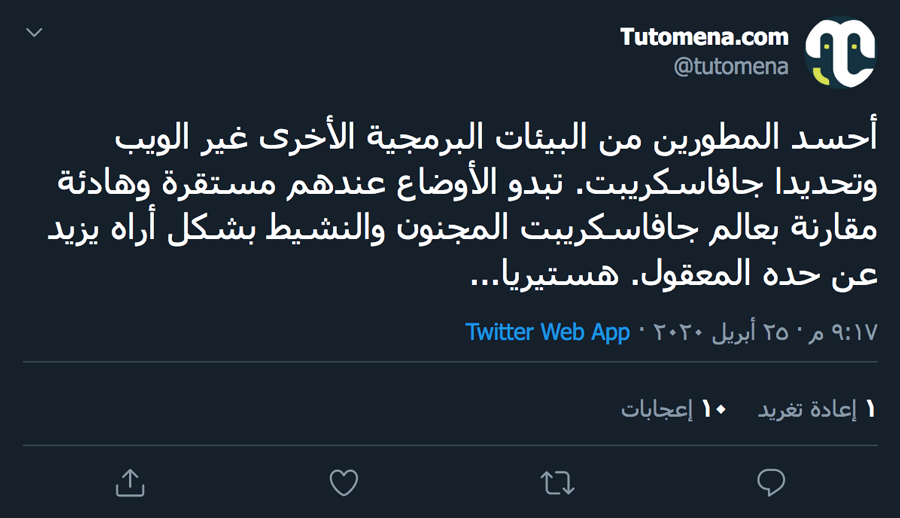 Tutomena.com
@tutomena
أحسد المطورين من البيئات البرمجية الأخرى غير الويب
وتحديدا جافاسكريبت. تبدو الأوضاع عندهم مستقرة وهادئة
مقارنة بعالم جافاسكريبت المجنون والنشيط بشكل أراه يزيد
عن حده المعقول. هستيريا...
٩:١٧ م · ٢٥ أبريل ٢٠٢٠ · Twitter Web App
١ إعادة تغريد ١٠ إعجابات